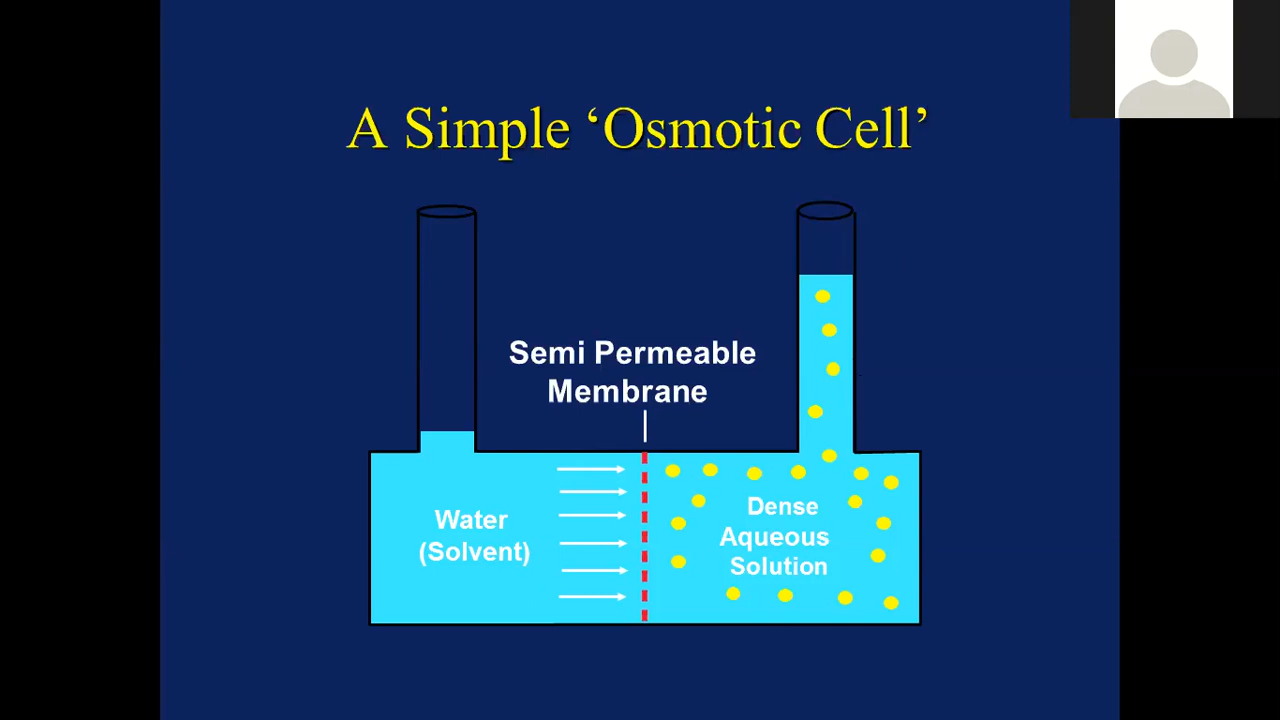 A Simple ‘Osmotic Cell’
Semi Permeable
Membrane
Water
(Solvent)
Dense
Aqueous
Solution